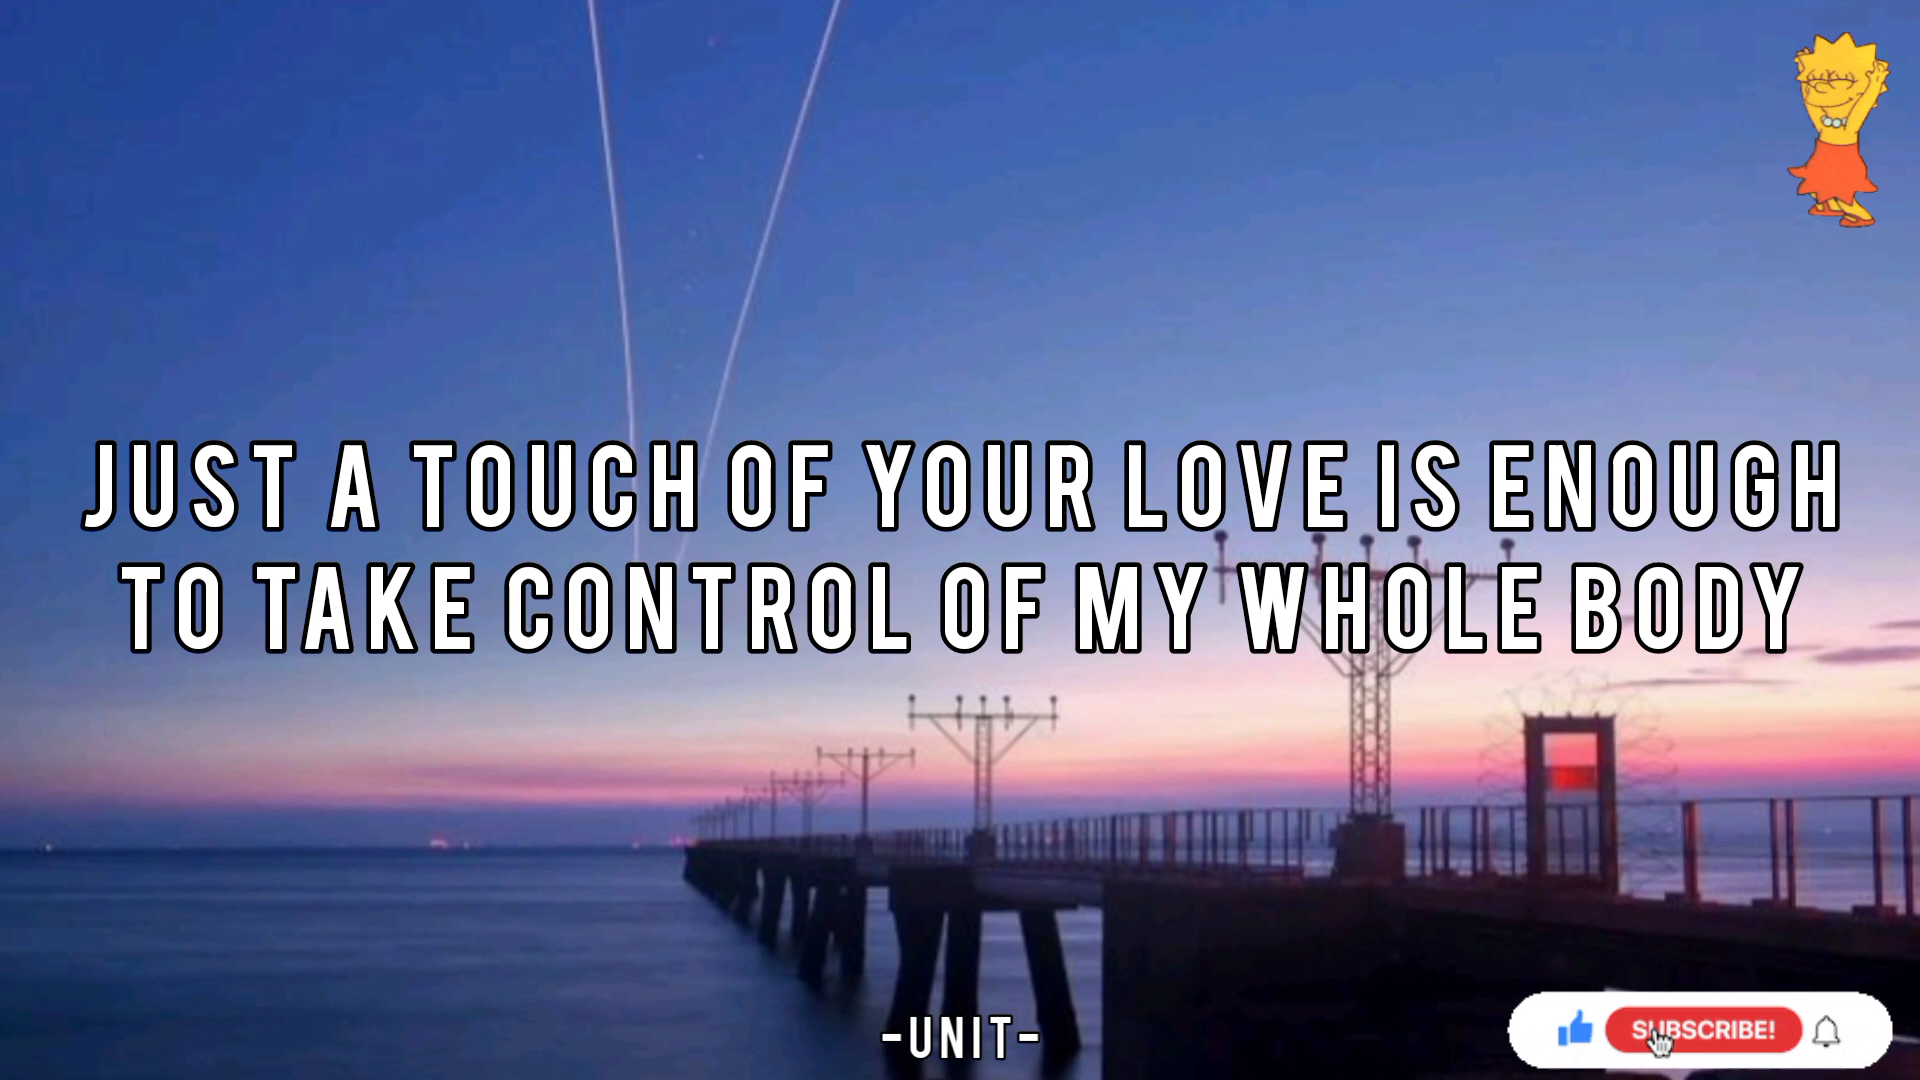 JUST A TOUCH OF YOUR LOVE IS ENOUGH
TO TAKE CONTROL OF MY WHOLE BODY
-UNIT-
SUBSCRIBE!